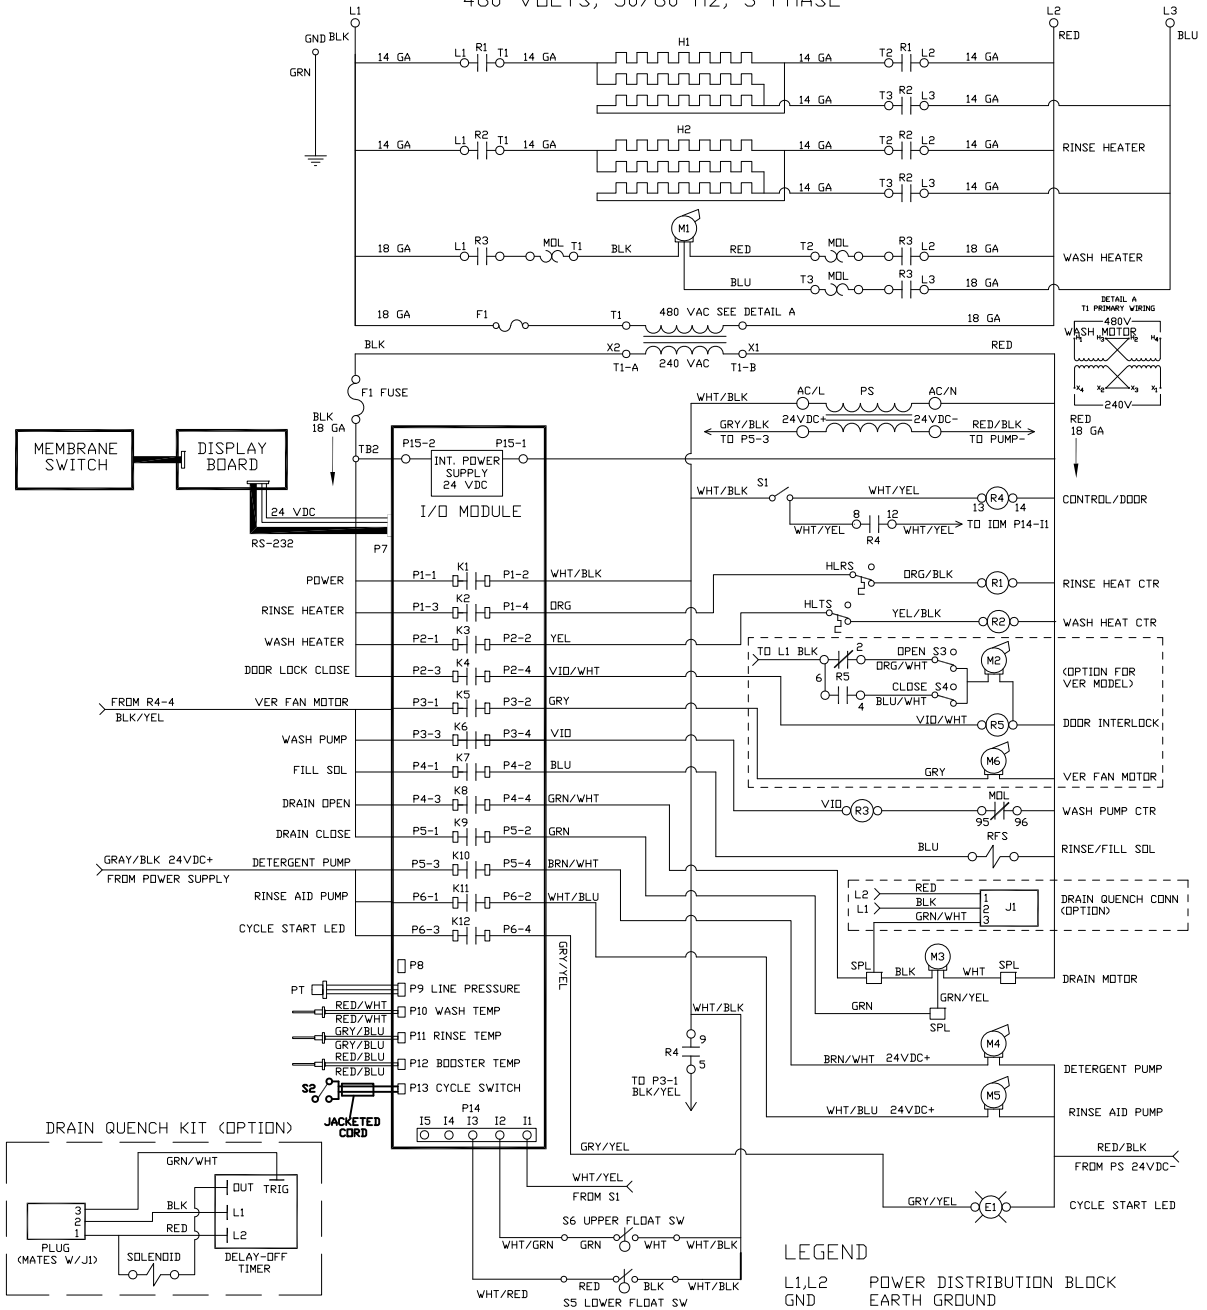 480 VOLTS, 50/60 HZ, 3 PHASE
L1 L2 L3
GND BLK RED BLU
GRN
14 GA L1 R1 T1 14 GA H1 14 GA T2 R1 L2 14 GA
14 GA T3 R2 L3 14 GA
14 GA L1 R2 T1 14 GA H2 14 GA T2 R2 L2 14 GA RINSE HEATER
14 GA T3 R2 L3 14 GA
18 GA L1 R3 MOL T1 BLK M1 RED T2 MOL R3 L2 18 GA WASH HEATER
BLU T3 MOL R3 L3 18 GA
18 GA F1 T1 480 VAC SEE DETAIL A 18 GA
DETAIL A
T1 PRIMARY WIRING
480V
WASH MOTOR
H1 H3 H2 H4
X4 X2 X3 X1
240V
BLK X2 240 VAC X1 RED
T1-A T1-B
F1 FUSE
BLK
18 GA
RED
18 GA
WHT/BLK AC/L PS AC/N
GRY/BLK 24VDC+ 24VDC- RED/BLK
TO P5-3 TO PUMP-
MEMBRANE
SWITCH
DISPLAY
BOARD
24 VDC
RS-232
P7
TB2 P15-2 P15-1
INT. POWER
SUPPLY
24 VDC
I/O MODULE
WHT/BLK S1 WHT/YEL 13 R4 14 CONTROL/DOOR
WHT/YEL 8 R4 12 WHT/YEL TO IOM P14-I1
POWER P1-1 K1 P1-2 WHT/BLK HLRS ORG/BLK R1 RINSE HEAT CTR
RINSE HEATER P1-3 K2 P1-4 ORG HLTS YEL/BLK R2 WASH HEAT CTR
WASH HEATER P2-1 K3 P2-2 YEL
TO L1 BLK 2 OPEN S3 M2
ORG/WHT
6 R5 CLOSE S4
4 BLU/WHT
(OPTION FOR
VER MODEL)
DOOR LOCK CLOSE P2-3 K4 P2-4 VIO/WHT
FROM R4-4
BLK/YEL
VER FAN MOTOR P3-1 K5 P3-2 GRY
VIO/WHT R5 DOOR INTERLOCK
WASH PUMP P3-3 K6 P3-4 VIO
GRY M6 VER FAN MOTOR
FILL SOL P4-1 K7 P4-2 BLU
DRAIN OPEN P4-3 K8 P4-4 GRN/WHT
VIO R3 MOL 95 96 WASH PUMP CTR
DRAIN CLOSE P5-1 K9 P5-2 GRN
BLU RFS RINSE/FILL SOL
GRAY/BLK 24VDC+
FROM POWER SUPPLY
DETERGENT PUMP P5-3 K10 P5-4 BRN/WHT
RINSE AID PUMP P6-1 K11 P6-2 WHT/BLU
L2 RED 1
L1 BLK 2 J1
GRN/WHT 3
DRAIN QUENCH CONN
(OPTION)
CYCLE START LED P6-3 K12 P6-4
GRY/YEL
SPL BLK M3 WHT SPL DRAIN MOTOR
GRN GRN/YEL
SPL
P8
PT P9 LINE PRESSURE
RED/WHT
RED/WHT
P10 WASH TEMP
GRY/BLU
GRY/BLU
P11 RINSE TEMP
RED/BLU
RED/BLU
P12 BOOSTER TEMP
S2 P13 CYCLE SWITCH
JACKETED
CORD
WHT/BLK
9
R4
5
TO P3-1
BLK/YEL
BRN/WHT 24VDC+ M4 DETERGENT PUMP
WHT/BLU 24VDC+ M5 RINSE AID PUMP
P14
I5 I4 I3 I2 I1
GRY/YEL
RED/BLK
FROM PS 24VDC-
WHT/YEL
FROM S1
GRY/YEL E1 CYCLE START LED
S6 UPPER FLOAT SW
WHT/GRN GRN WHT WHT/BLK
WHT/RED RED BLK WHT/BLK
S5 LOWER FLOAT SW
DRAIN QUENCH KIT (OPTION)
GRN/WHT
OUT TRIG
3 BLK L1
2
1 RED L2
PLUG
(MATES W/J1)
SOLENOID
DELAY-OFF
TIMER
LEGEND
L1,L2 POWER DISTRIBUTION BLOCK
GND EARTH GROUND